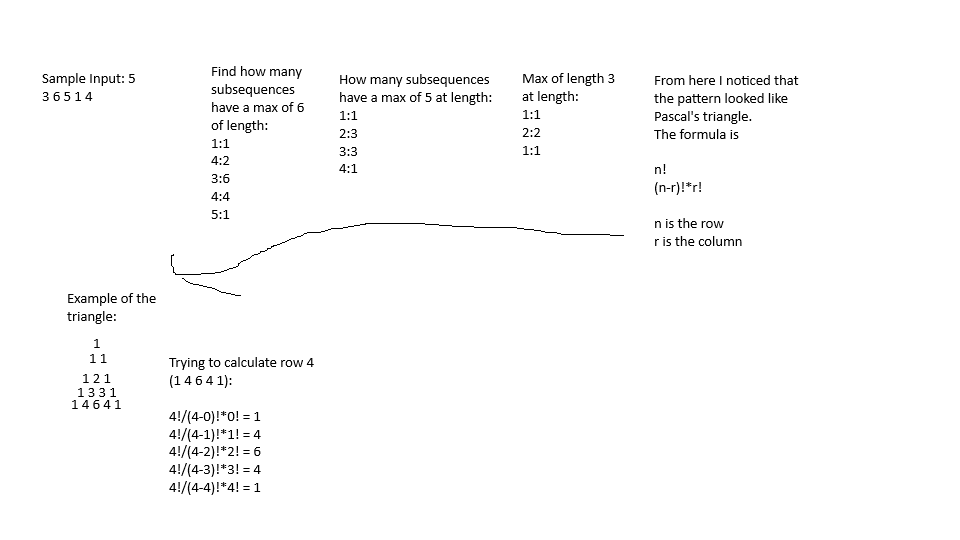 Sample Input: 5
3 6 5 1 4
Find how many
subsequences
have a max of 6
of length:
1:1
4:2
3:6
4:4
5:1
How many subsequences
have a max of 5 at length:
1:1
2:3
3:3
4:1
Max of length 3
at length:
1:1
2:2
1:1
From here I noticed that
the pattern looked like
Pascal's triangle.
The formula is
n!
(n-r)!*r!
n is the row
r is the column
Example of the
triangle:
1
1 1
1 2 1
1 3 3 1
1 4 6 4 1
Trying to calculate row 4
(1 4 6 4 1):
4!/(4-0)!*0! = 1
4!/(4-1)!*1! = 4
4!/(4-2)!*2! = 6
4!/(4-3)!*3! = 4
4!/(4-4)!*4! = 1